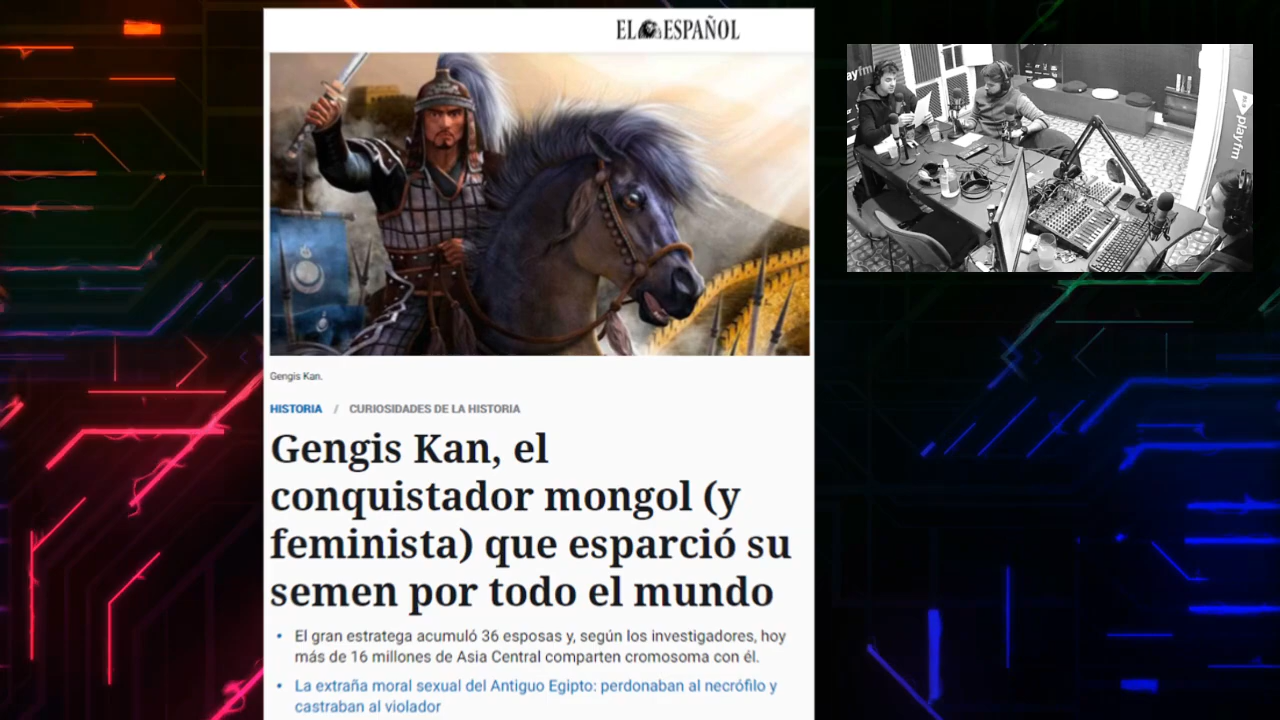 EL ESPAÑOL
Gengis Kan.
HISTORIA / CURIOSIDADES DE LA HISTORIA
Gengis Kan, el
conquistador mongol (y
feminista) que esparció su
semen por todo el mundo
• El gran estratega acumuló 36 esposas y, según los investigadores, hoy
más de 16 millones de Asia Central comparten cromosoma con él.
• La extraña moral sexual del Antiguo Egipto: perdonaban al necrófilo y
castraban al violador
ayfm
playfm